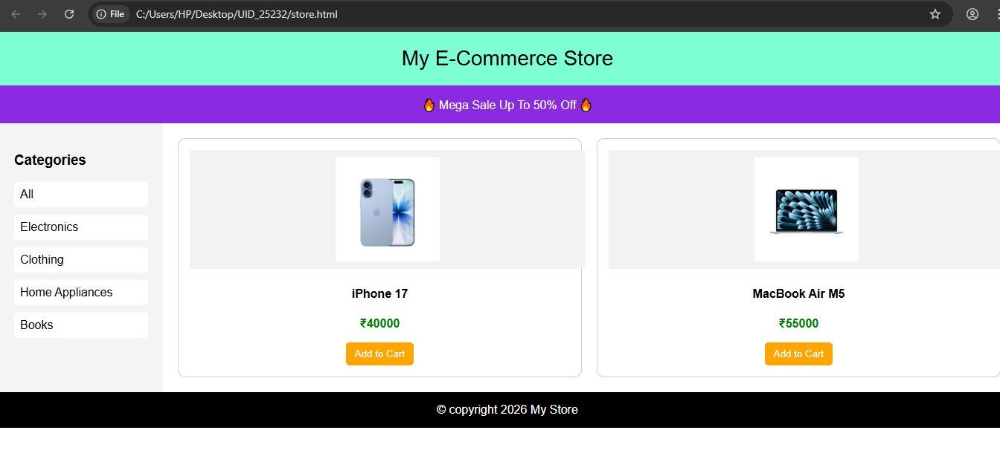 File C:/Users/HP/Desktop/UID_25232/store.html
My E-Commerce Store
🔥 Mega Sale Up To 50% Off 🔥
Categories
All
Electronics
Clothing
Home Appliances
Books
iPhone 17
₹40000
Add to Cart
MacBook Air M5
₹55000
Add to Cart
© copyright 2026 My Store